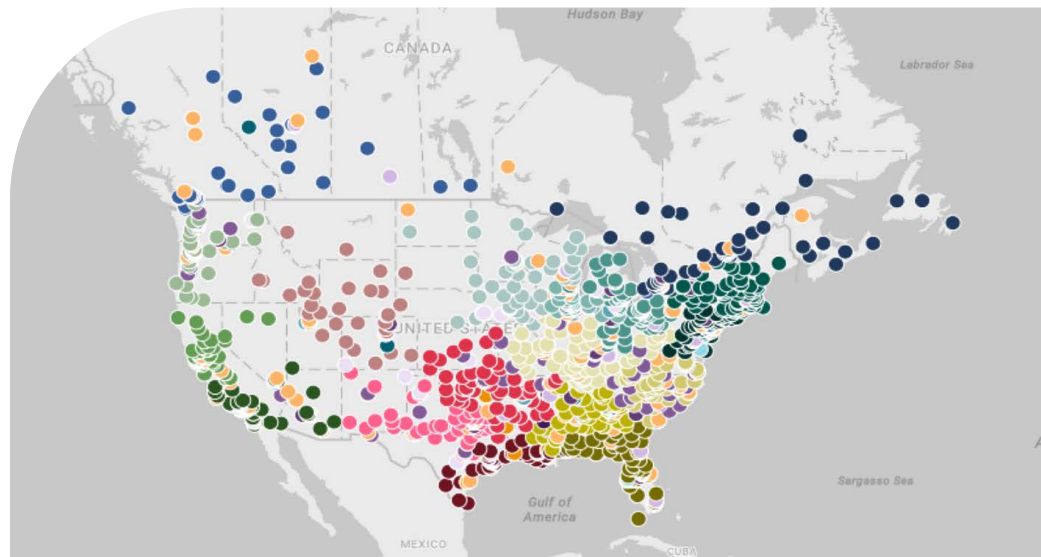 Hudson Bay
CANADA
Labrador Sea
UNITED STATES
Sargasso Sea
Gulf of
America
MEXICO
CUBA